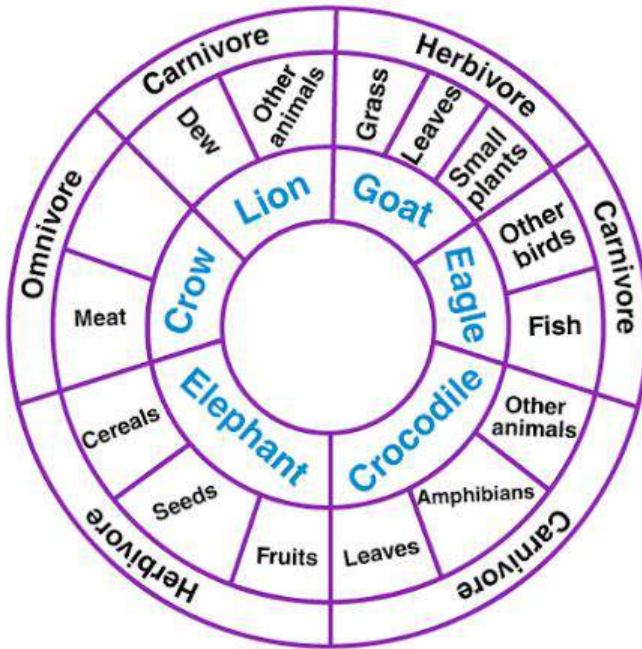 Carnivore
Herbivore
Carnivore
Carnivore
Herbivore
Omnivore
Dew
Other
animals
Grass
Leaves
Small
plants
Other
birds
Fish
Other
animals
Amphibians
Leaves
Fruits
Seeds
Cereals
Meat
Lion
Goat
Eagle
Crocodile
Elephant
Crow